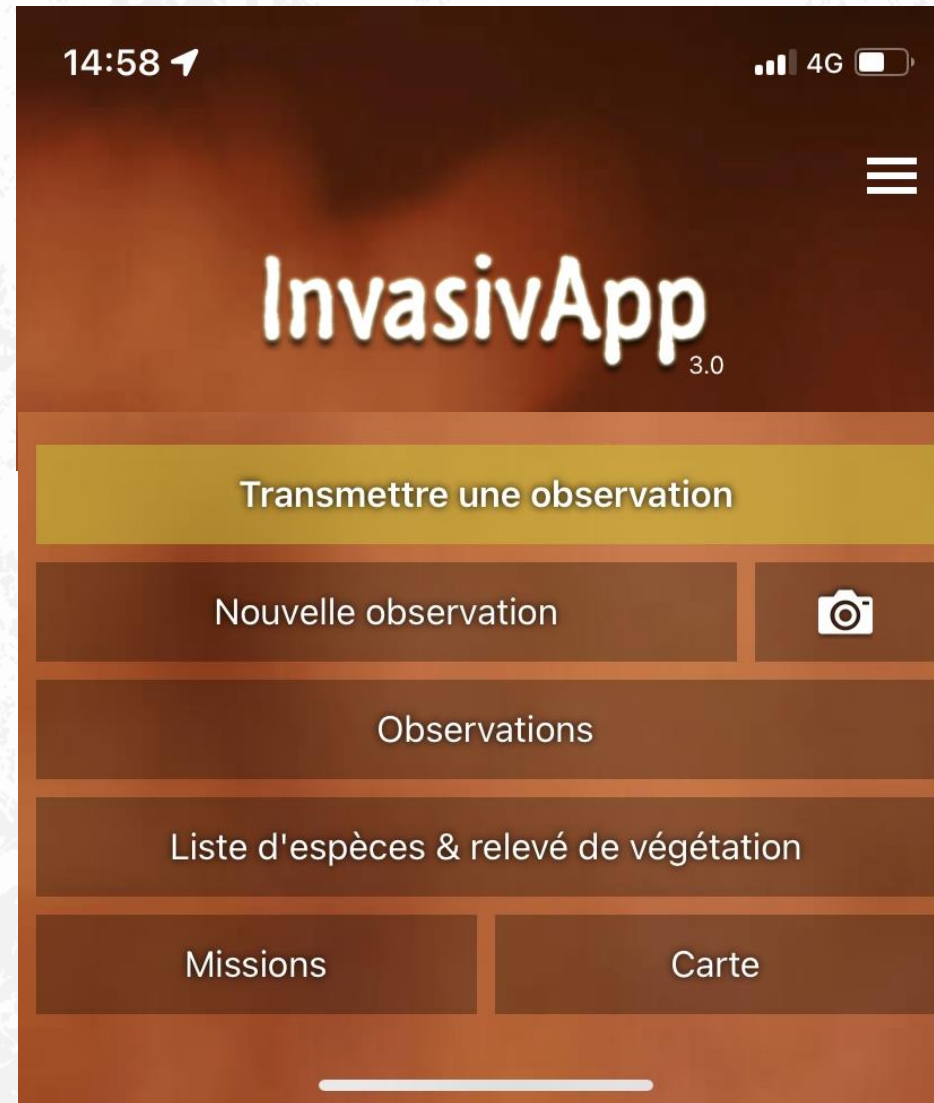 14:58
4G
InvasivApp
3.0
Transmettre une observation
Nouvelle observation
Observations
Liste d'espèces & relevé de végétation
Missions
Carte